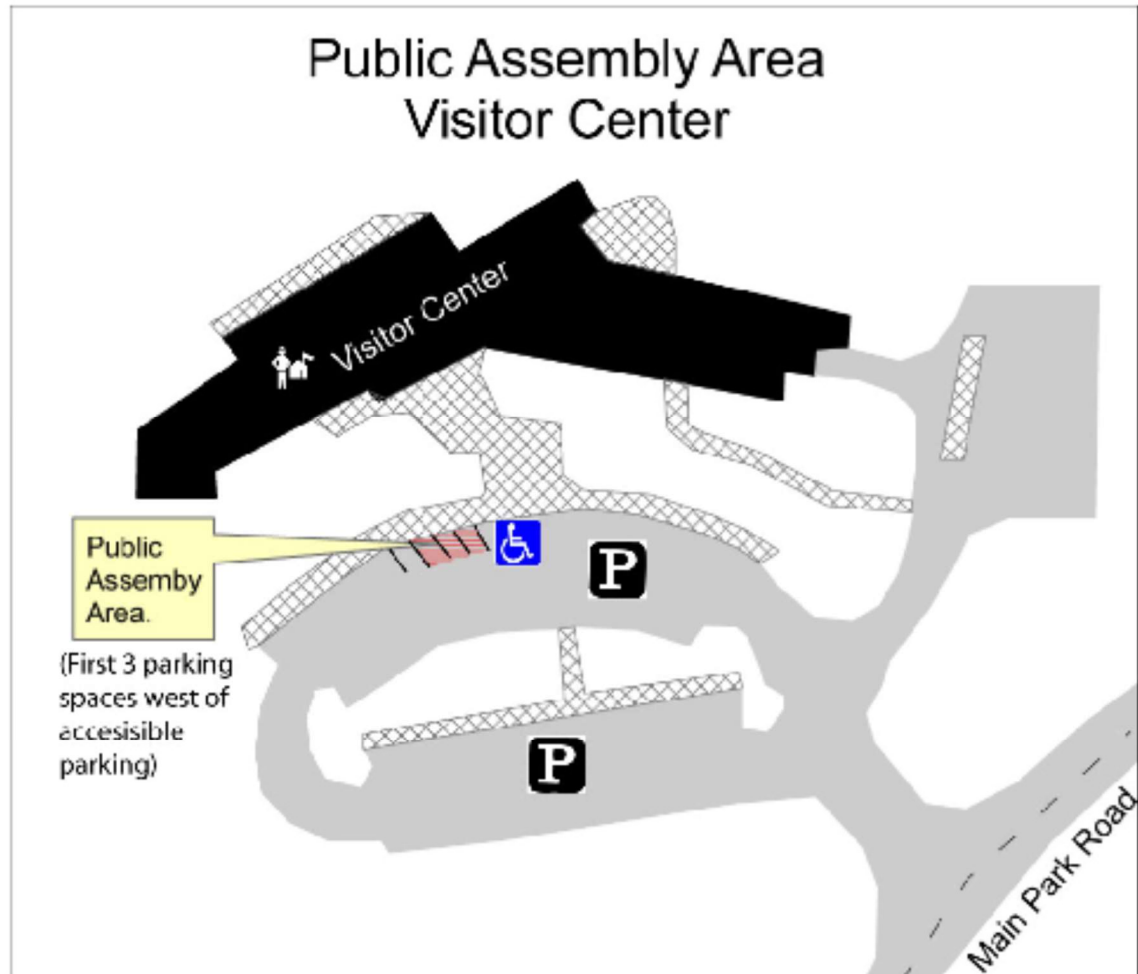 Public Assembly Area
Visitor Center
Visitor Center
P
Public
Assemby
Area.
(First 3 parking
spaces west of
accesisible
parking)
P
Main Park Road